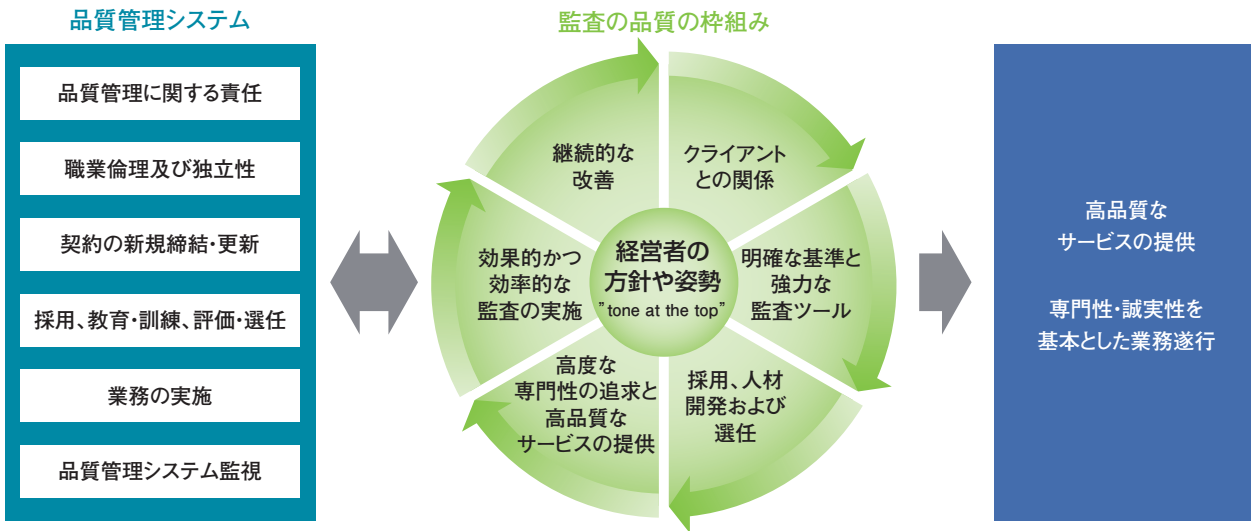 品質管理システム
品質管理に関する責任
職業倫理及び独立性
契約の新規締結・更新
採用、教育・訓練、評価・選任
業務の実施
品質管理システム監視
監査の品質の枠組み
継続的な
改善
クライアント
との関係
明確な基準と
強力な
監査ツール
採用、人材
開発および
選任
高度な
専門性の追求と
高品質な
サービスの提供
効果的かつ
効率的な
監査の実施
経営者の
方針や姿勢
”tone at the top”
高品質な
サービスの提供
専門性・誠実性を
基本とした業務遂行